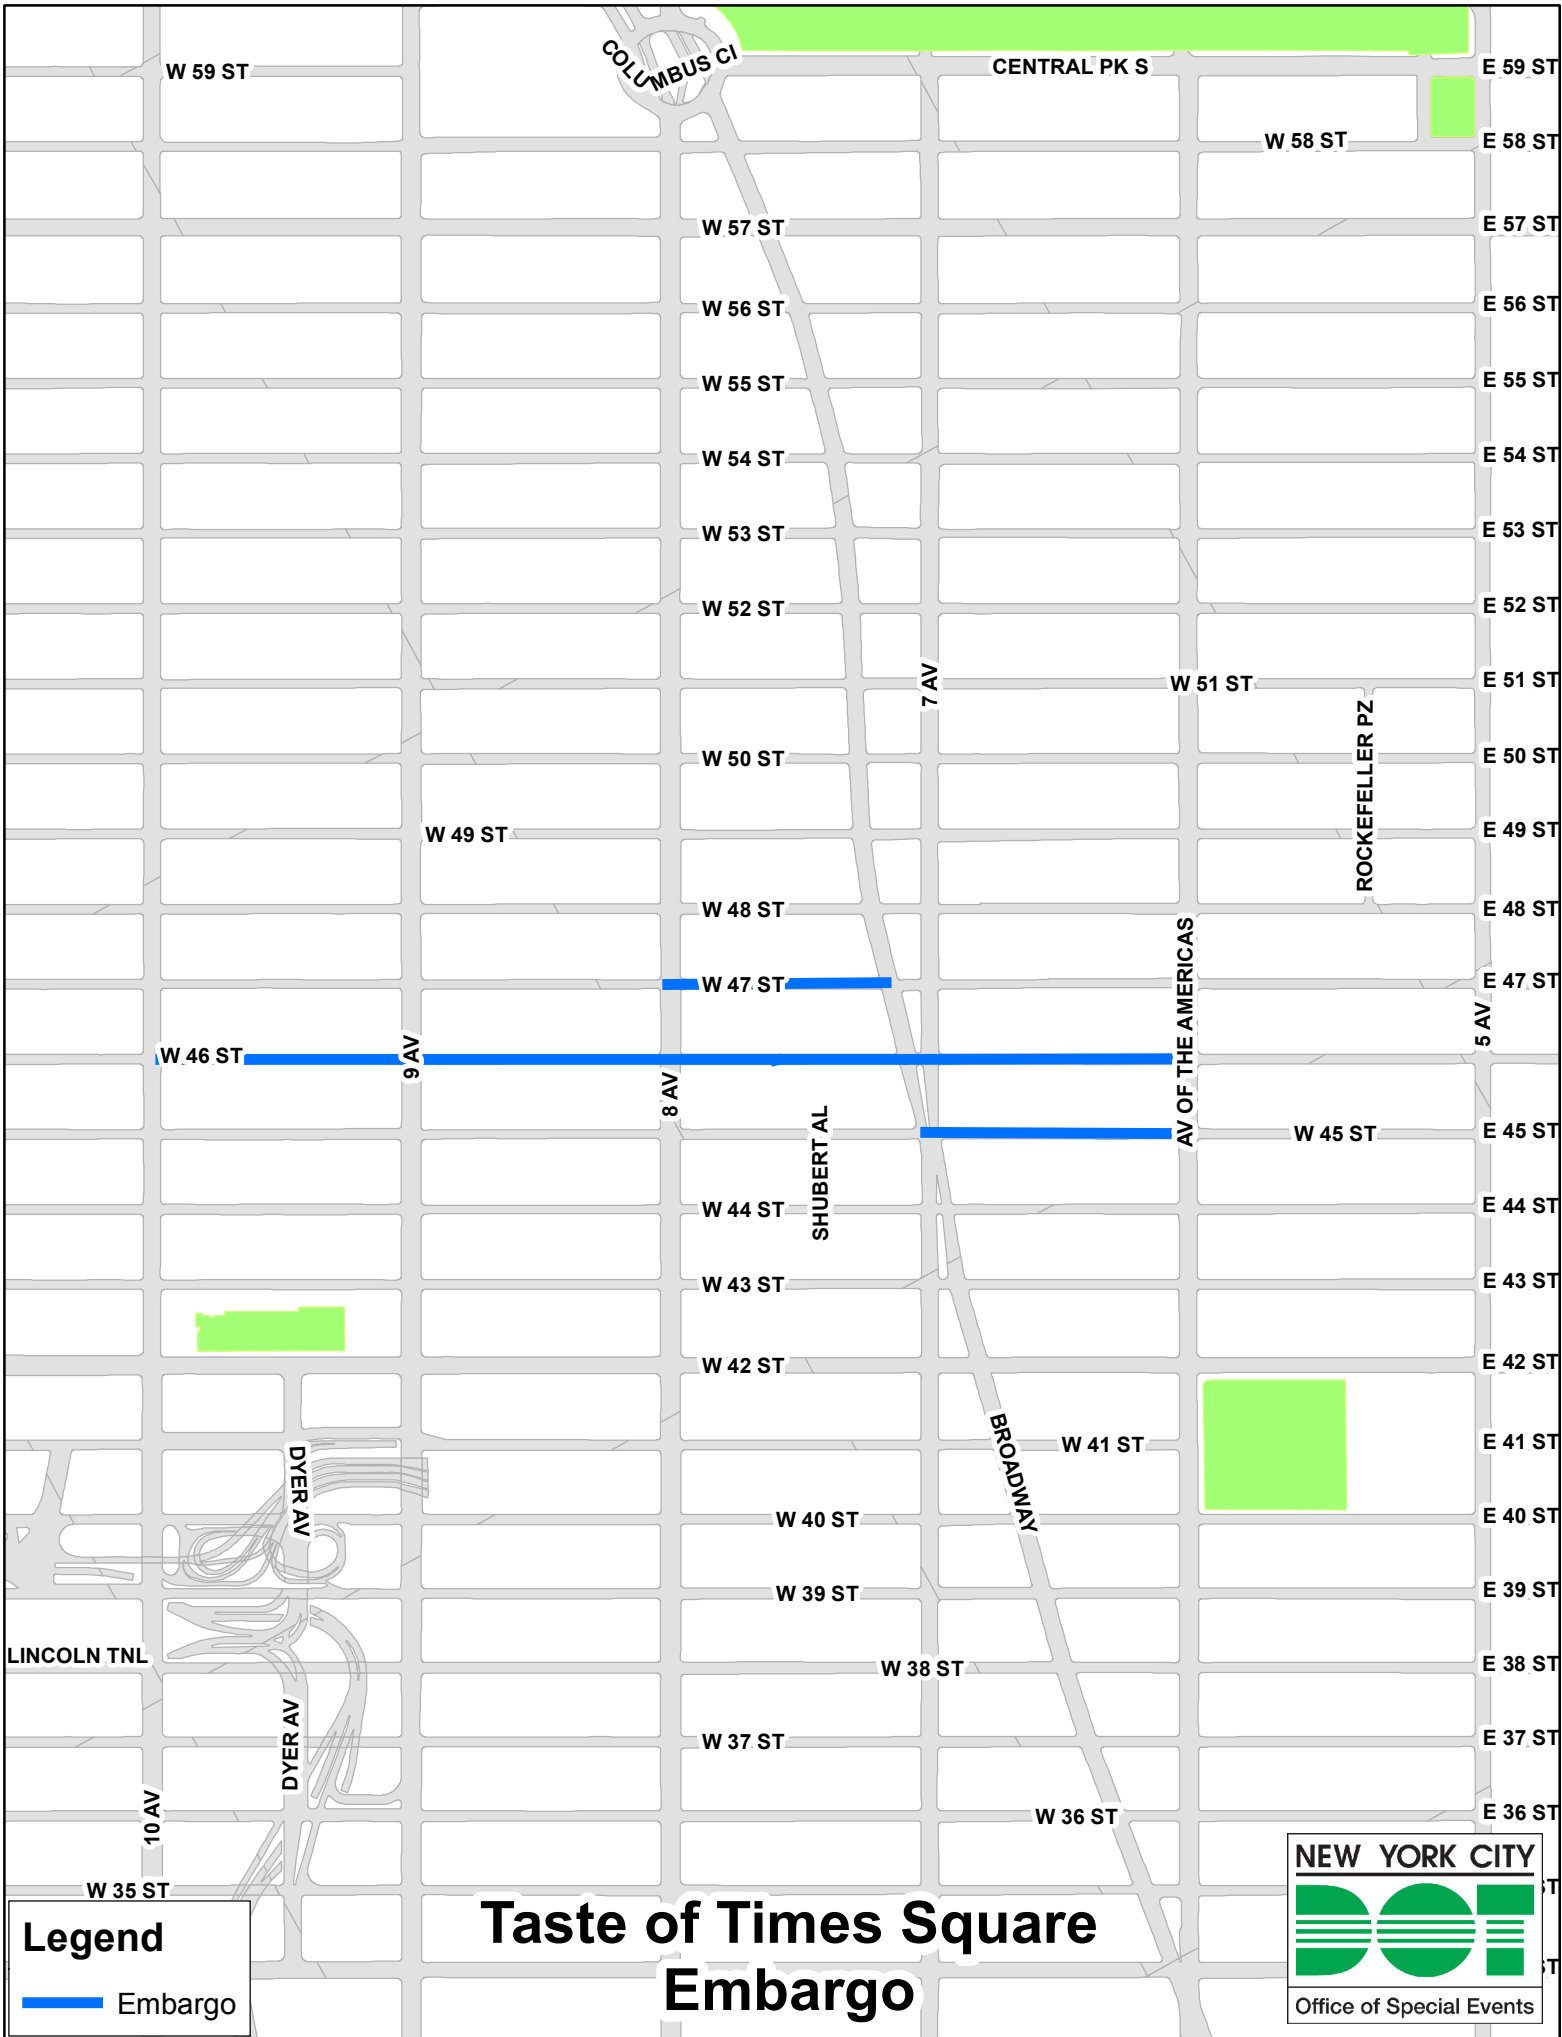 COLUMBUS CI
W 59 ST
CENTRAL PK S
E 59 ST
W 58 ST
E 58 ST
W 57 ST
E 57 ST
W 56 ST
E 56 ST
W 55 ST
E 55 ST
W 54 ST
E 54 ST
W 53 ST
E 53 ST
W 52 ST
E 52 ST
7 AV
W 51 ST
E 51 ST
ROCKEFELLER PZ
W 50 ST
E 50 ST
W 49 ST
E 49 ST
W 48 ST
E 48 ST
AV OF THE AMERICAS
W 47 ST
E 47 ST
5 AV
W 46 ST
9 AV
8 AV
SHUBERT AL
W 45 ST
E 45 ST
W 44 ST
E 44 ST
W 43 ST
E 43 ST
W 42 ST
E 42 ST
DYER AV
BROADWAY
W 41 ST
E 41 ST
W 40 ST
E 40 ST
W 39 ST
E 39 ST
LINCOLN TNL
W 38 ST
E 38 ST
DYER AV
W 37 ST
E 37 ST
10 AV
W 36 ST
E 36 ST
W 35 ST
Legend
Embargo
Taste of Times Square
Embargo
NEW YORK CITY
DOT
Office of Special Events